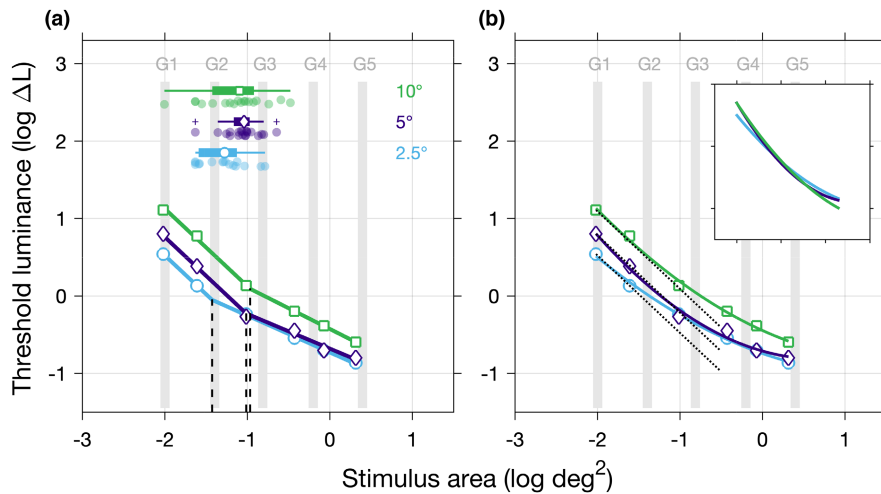 (a)
(b)
Threshold luminance (log ΔL)
3
2
1
0
-1
G1 G2 G3 G4 G5
10°
5°
2.5°
-3 -2 -1 0 1
3
2
1
0
-1
G1 G2 G3 G4 G5
-3 -2 -1 0 1
Stimulus area (log deg²)